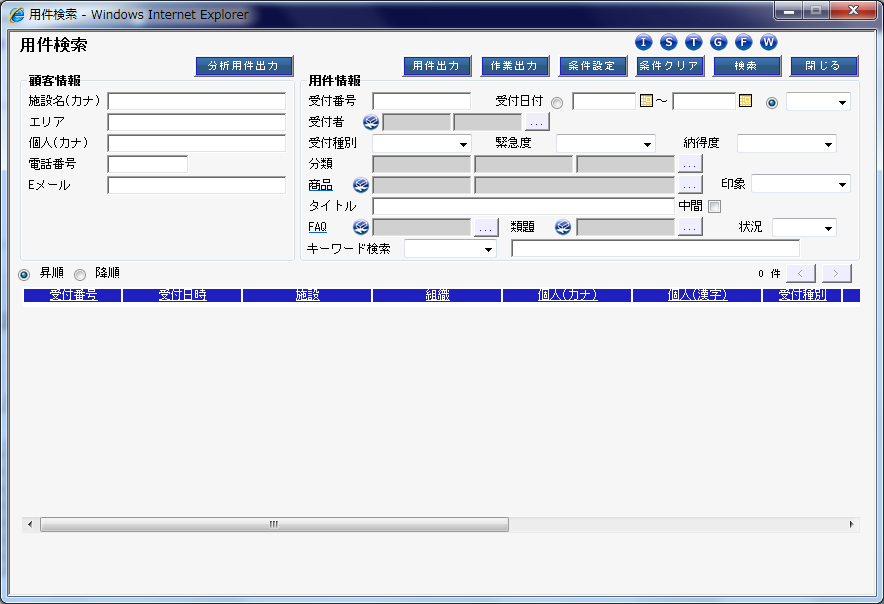 用件検索 - Windows Internet Explorer
用件検索
I S T G F W
分析用件出力 用件出力 作業出力 条件設定 条件クリア 検索 閉じる
顧客情報
施設名(カナ)
エリア
個人(カナ)
電話番号
Eメール
用件情報
受付番号 受付日付 ～
受付者 ...
受付種別 緊急度 納得度
分類 ...
商品 ... 印象
タイトル 中間
FAQ ... 類題 ... 状況
キーワード検索
昇順 降順 0 件 < >
受付番号 受付日時 施設 組織 個人(カナ) 個人(漢字) 受付種別